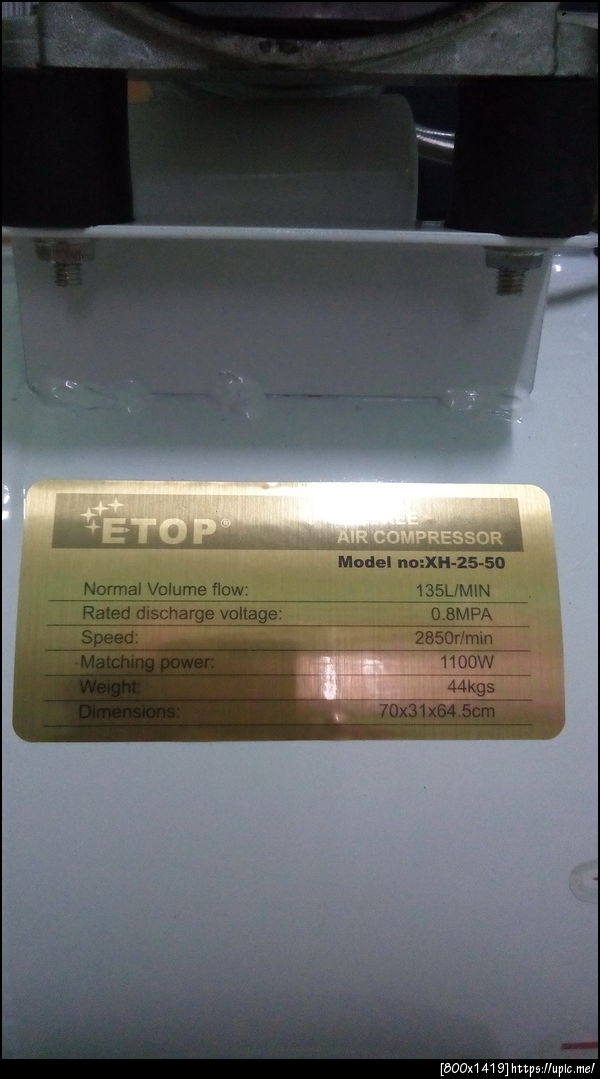 ETOP®
AIR COMPRESSOR
Model no:XH-25-50
Normal Volume flow: 135L/MIN
Rated discharge voltage: 0.8MPA
Speed: 2850r/min
Matching power: 1100W
Weight: 44kgs
Dimensions: 70x31x64.5cm
[800x1419]https://upic.me/